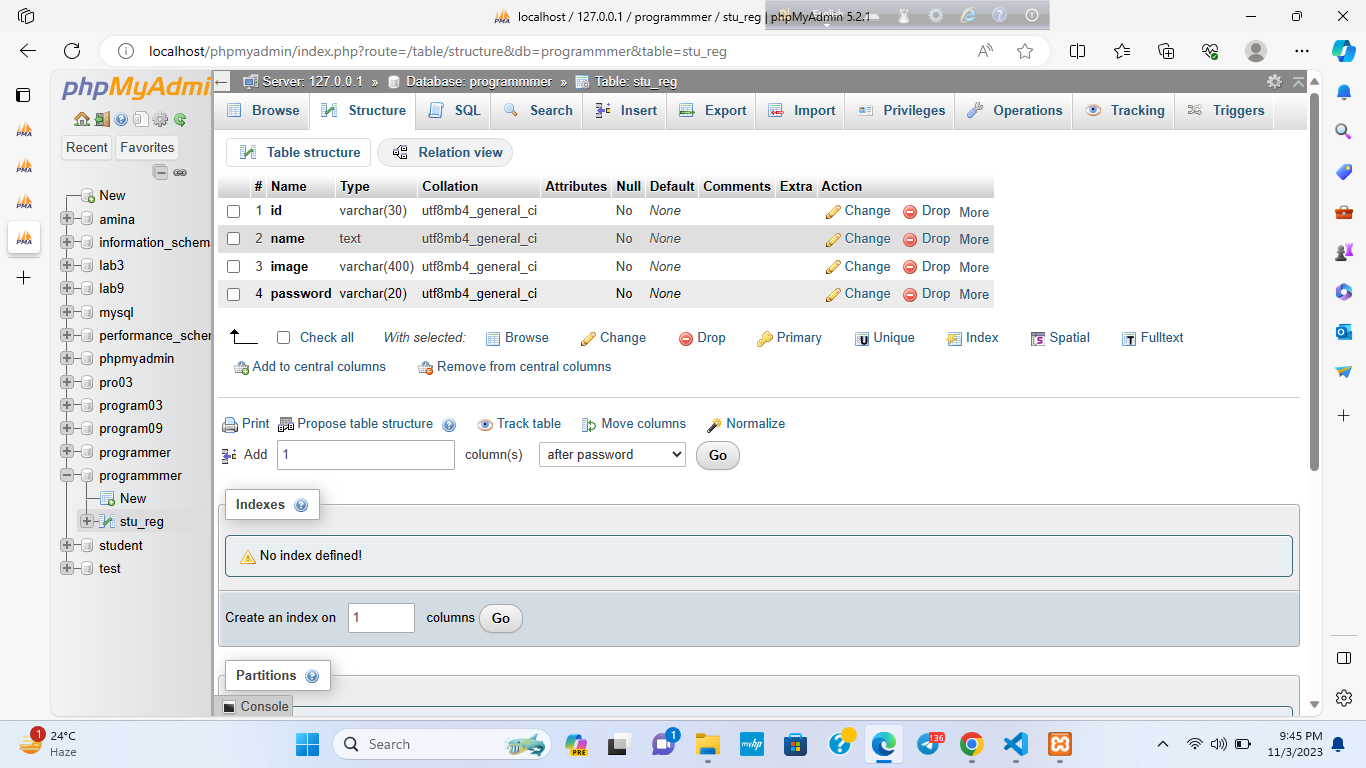 localhost / 127.0.0.1 / programmmer / stu_reg | phpMyAdmin 5.2.1
localhost/phpmyadmin/index.php?route=/table/structure&db=programmmer&table=stu_reg
phpMyAdmin
Recent Favorites
New
amina
information_schem
lab3
lab9
mysql
performance_scher
phpmyadmin
pro03
program03
program09
programmer
programmmer
New
stu_reg
student
test
Server: 127.0.0.1 » Database: programmmer » Table: stu_reg
Browse Structure SQL Search Insert Export Import Privileges Operations Tracking Triggers
Table structure Relation view
# Name Type Collation Attributes Null Default Comments Extra Action
1 id varchar(30) utf8mb4_general_ci No None Change Drop More
2 name text utf8mb4_general_ci No None Change Drop More
3 image varchar(400) utf8mb4_general_ci No None Change Drop More
4 password varchar(20) utf8mb4_general_ci No None Change Drop More
Check all With selected: Browse Change Drop Primary Unique Index Spatial Fulltext
Add to central columns Remove from central columns
Print Propose table structure Track table Move columns Normalize
Add 1 column(s) after password Go
Indexes
No index defined!
Create an index on 1 columns Go
Partitions
Console
1
24°C
Haze
Search
PRE
1
myhp
136
9:45 PM
11/3/2023